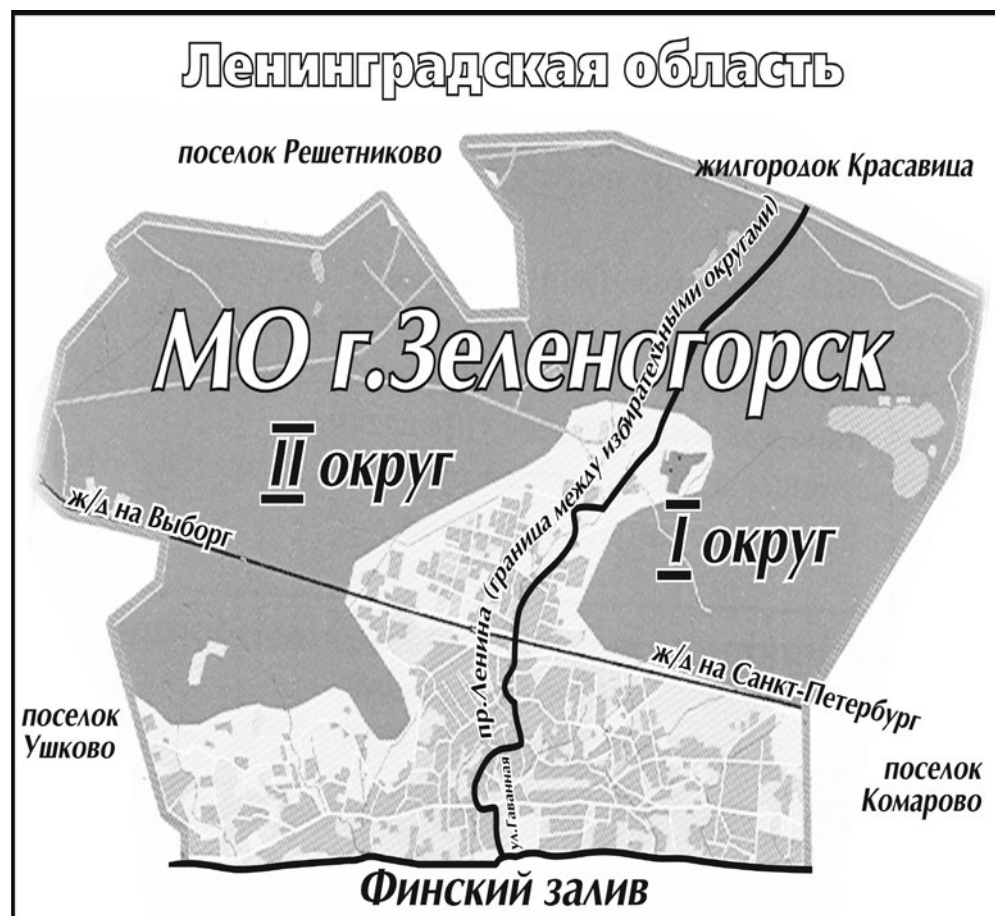 Ленинградская область
поселок Решетниково
жилгородок Красавица
МО г.Зеленогорск
пр.Ленина (граница между избирательными округами)
II округ
I округ
ж/д на Выборг
ж/д на Санкт-Петербург
поселок
Ушково
поселок
Комарово
ул.Гаванная
Финский залив